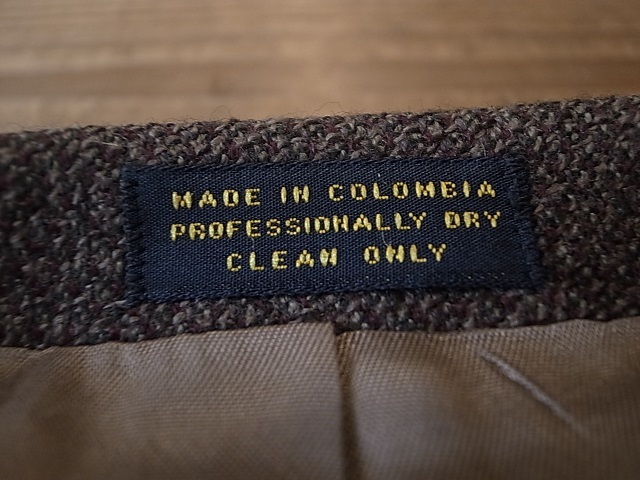 MADE IN COLOMBIA
PROFESSIONALLY DRY
CLEAN ONLY